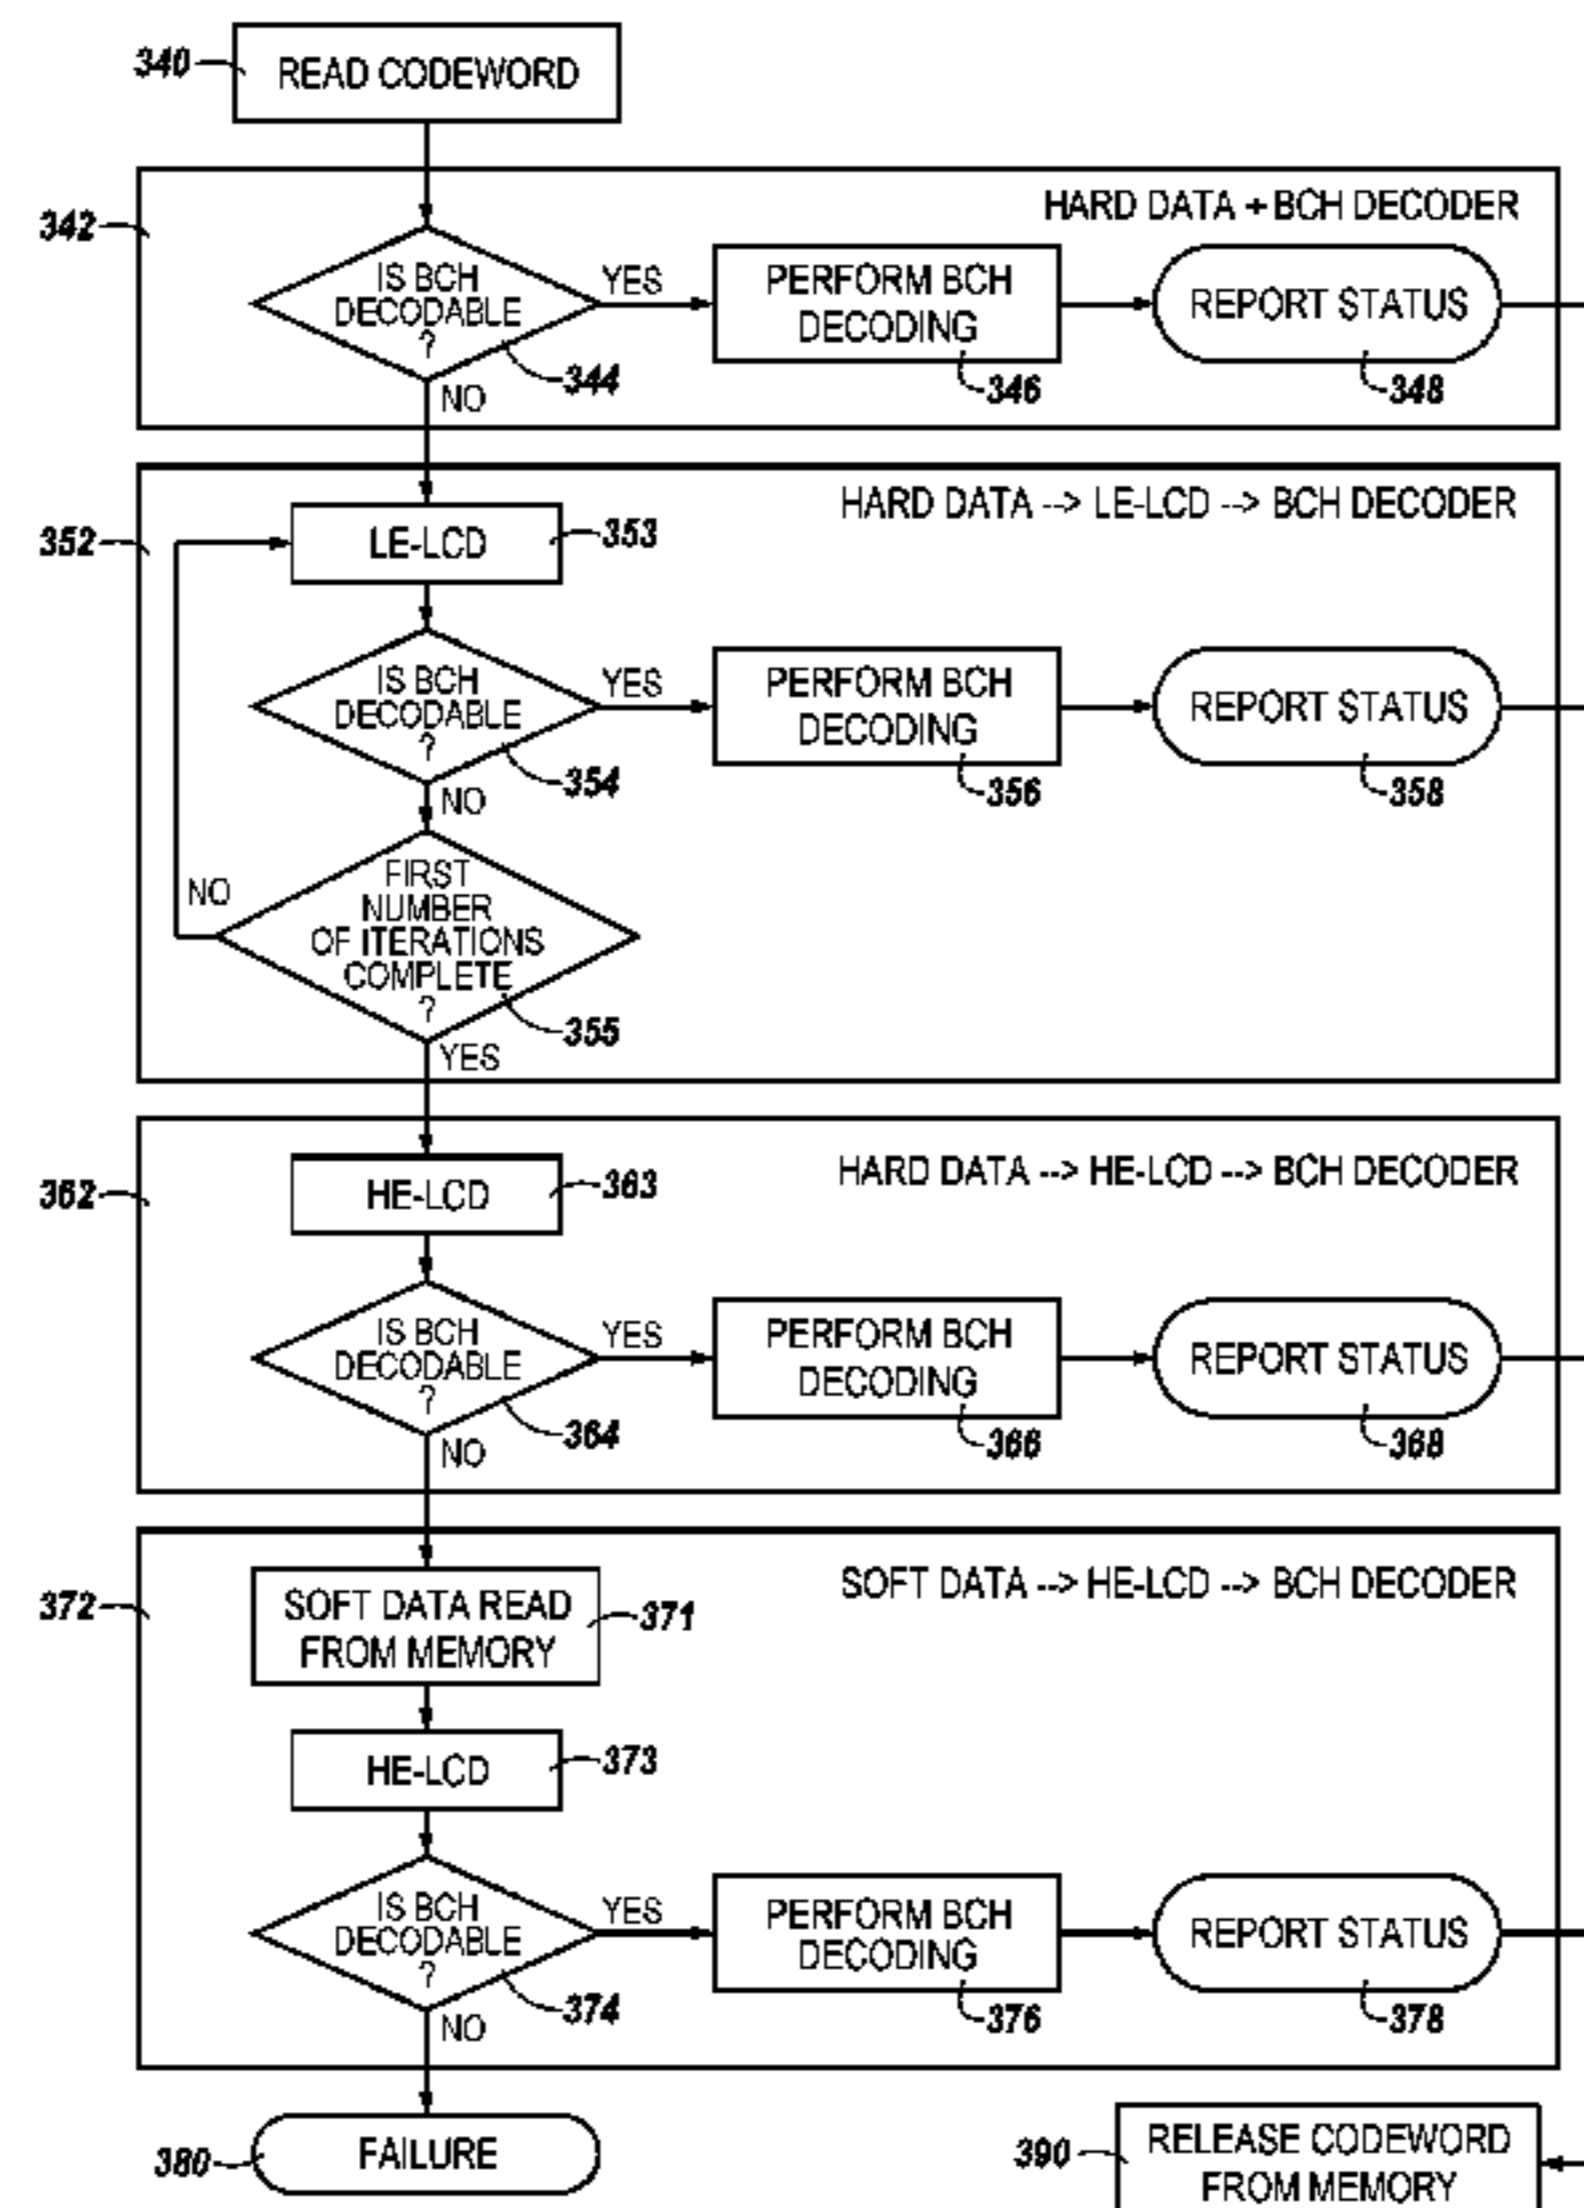 340
READ CODEWORD
342
HARD DATA + BCH DECODER
IS BCH
DECODABLE
?
344
YES
NO
PERFORM BCH
DECODING
346
REPORT STATUS
348
352
HARD DATA --> LE-LCD --> BCH DECODER
LE-LCD
353
IS BCH
DECODABLE
?
354
YES
NO
PERFORM BCH
DECODING
356
REPORT STATUS
358
FIRST
NUMBER
OF ITERATIONS
COMPLETE
?
355
NO
YES
362
HARD DATA --> HE-LCD --> BCH DECODER
HE-LCD
363
IS BCH
DECODABLE
?
364
YES
NO
PERFORM BCH
DECODING
366
REPORT STATUS
368
372
SOFT DATA --> HE-LCD --> BCH DECODER
SOFT DATA READ
FROM MEMORY
371
HE-LCD
373
IS BCH
DECODABLE
?
374
YES
NO
PERFORM BCH
DECODING
376
REPORT STATUS
378
380
FAILURE
390
RELEASE CODEWORD
FROM MEMORY